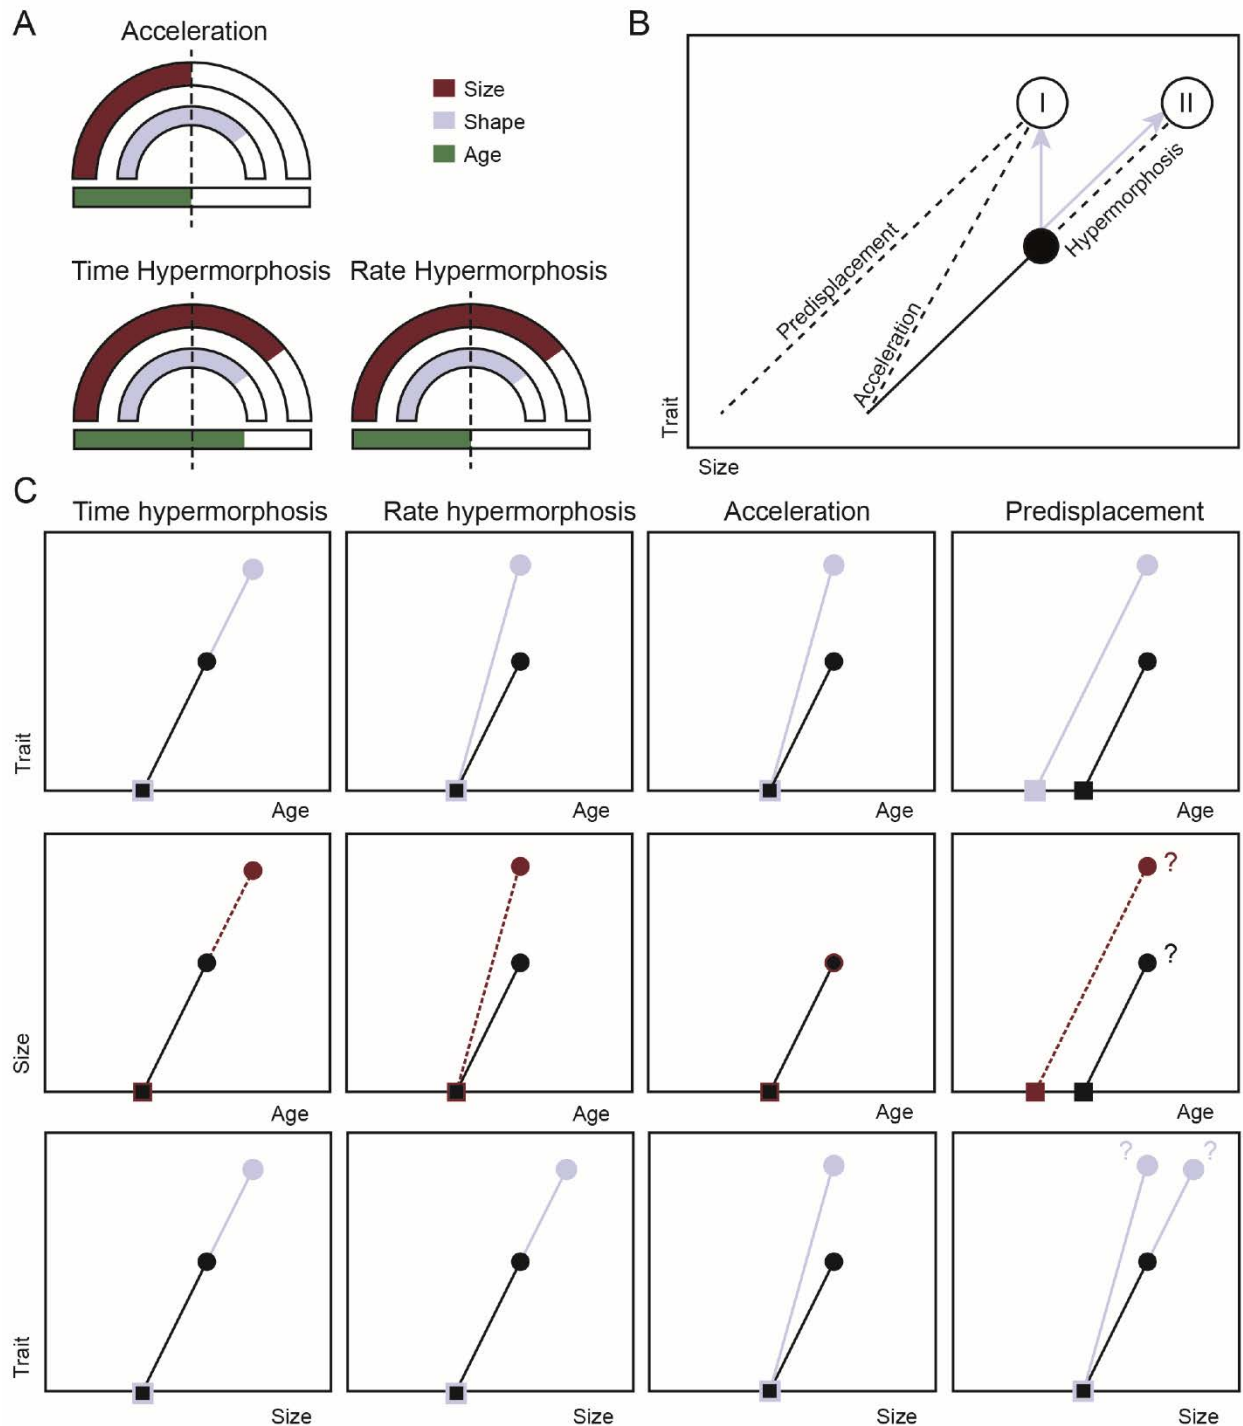 A
Acceleration
Size
Shape
Age
Time Hypermorphosis
Rate Hypermorphosis
B
I
II
Predisplacement
Acceleration
Hypermorphosis
Trait
Size
C
Time hypermorphosis
Rate hypermorphosis
Acceleration
Predisplacement
Trait
Age
Age
Age
Age
?
?
Size
Age
Age
Age
Age
?
?
Trait
Size
Size
Size
Size